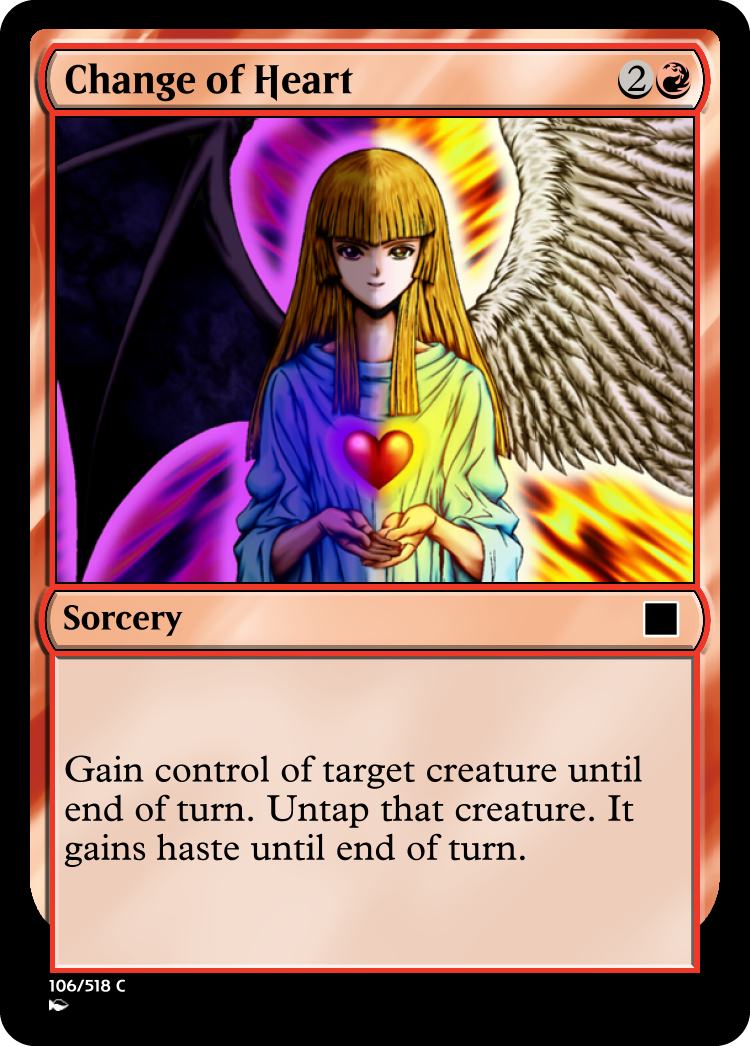 Change of Heart 2
Sorcery
Gain control of target creature until
end of turn. Untap that creature. It
gains haste until end of turn.
106/518 C